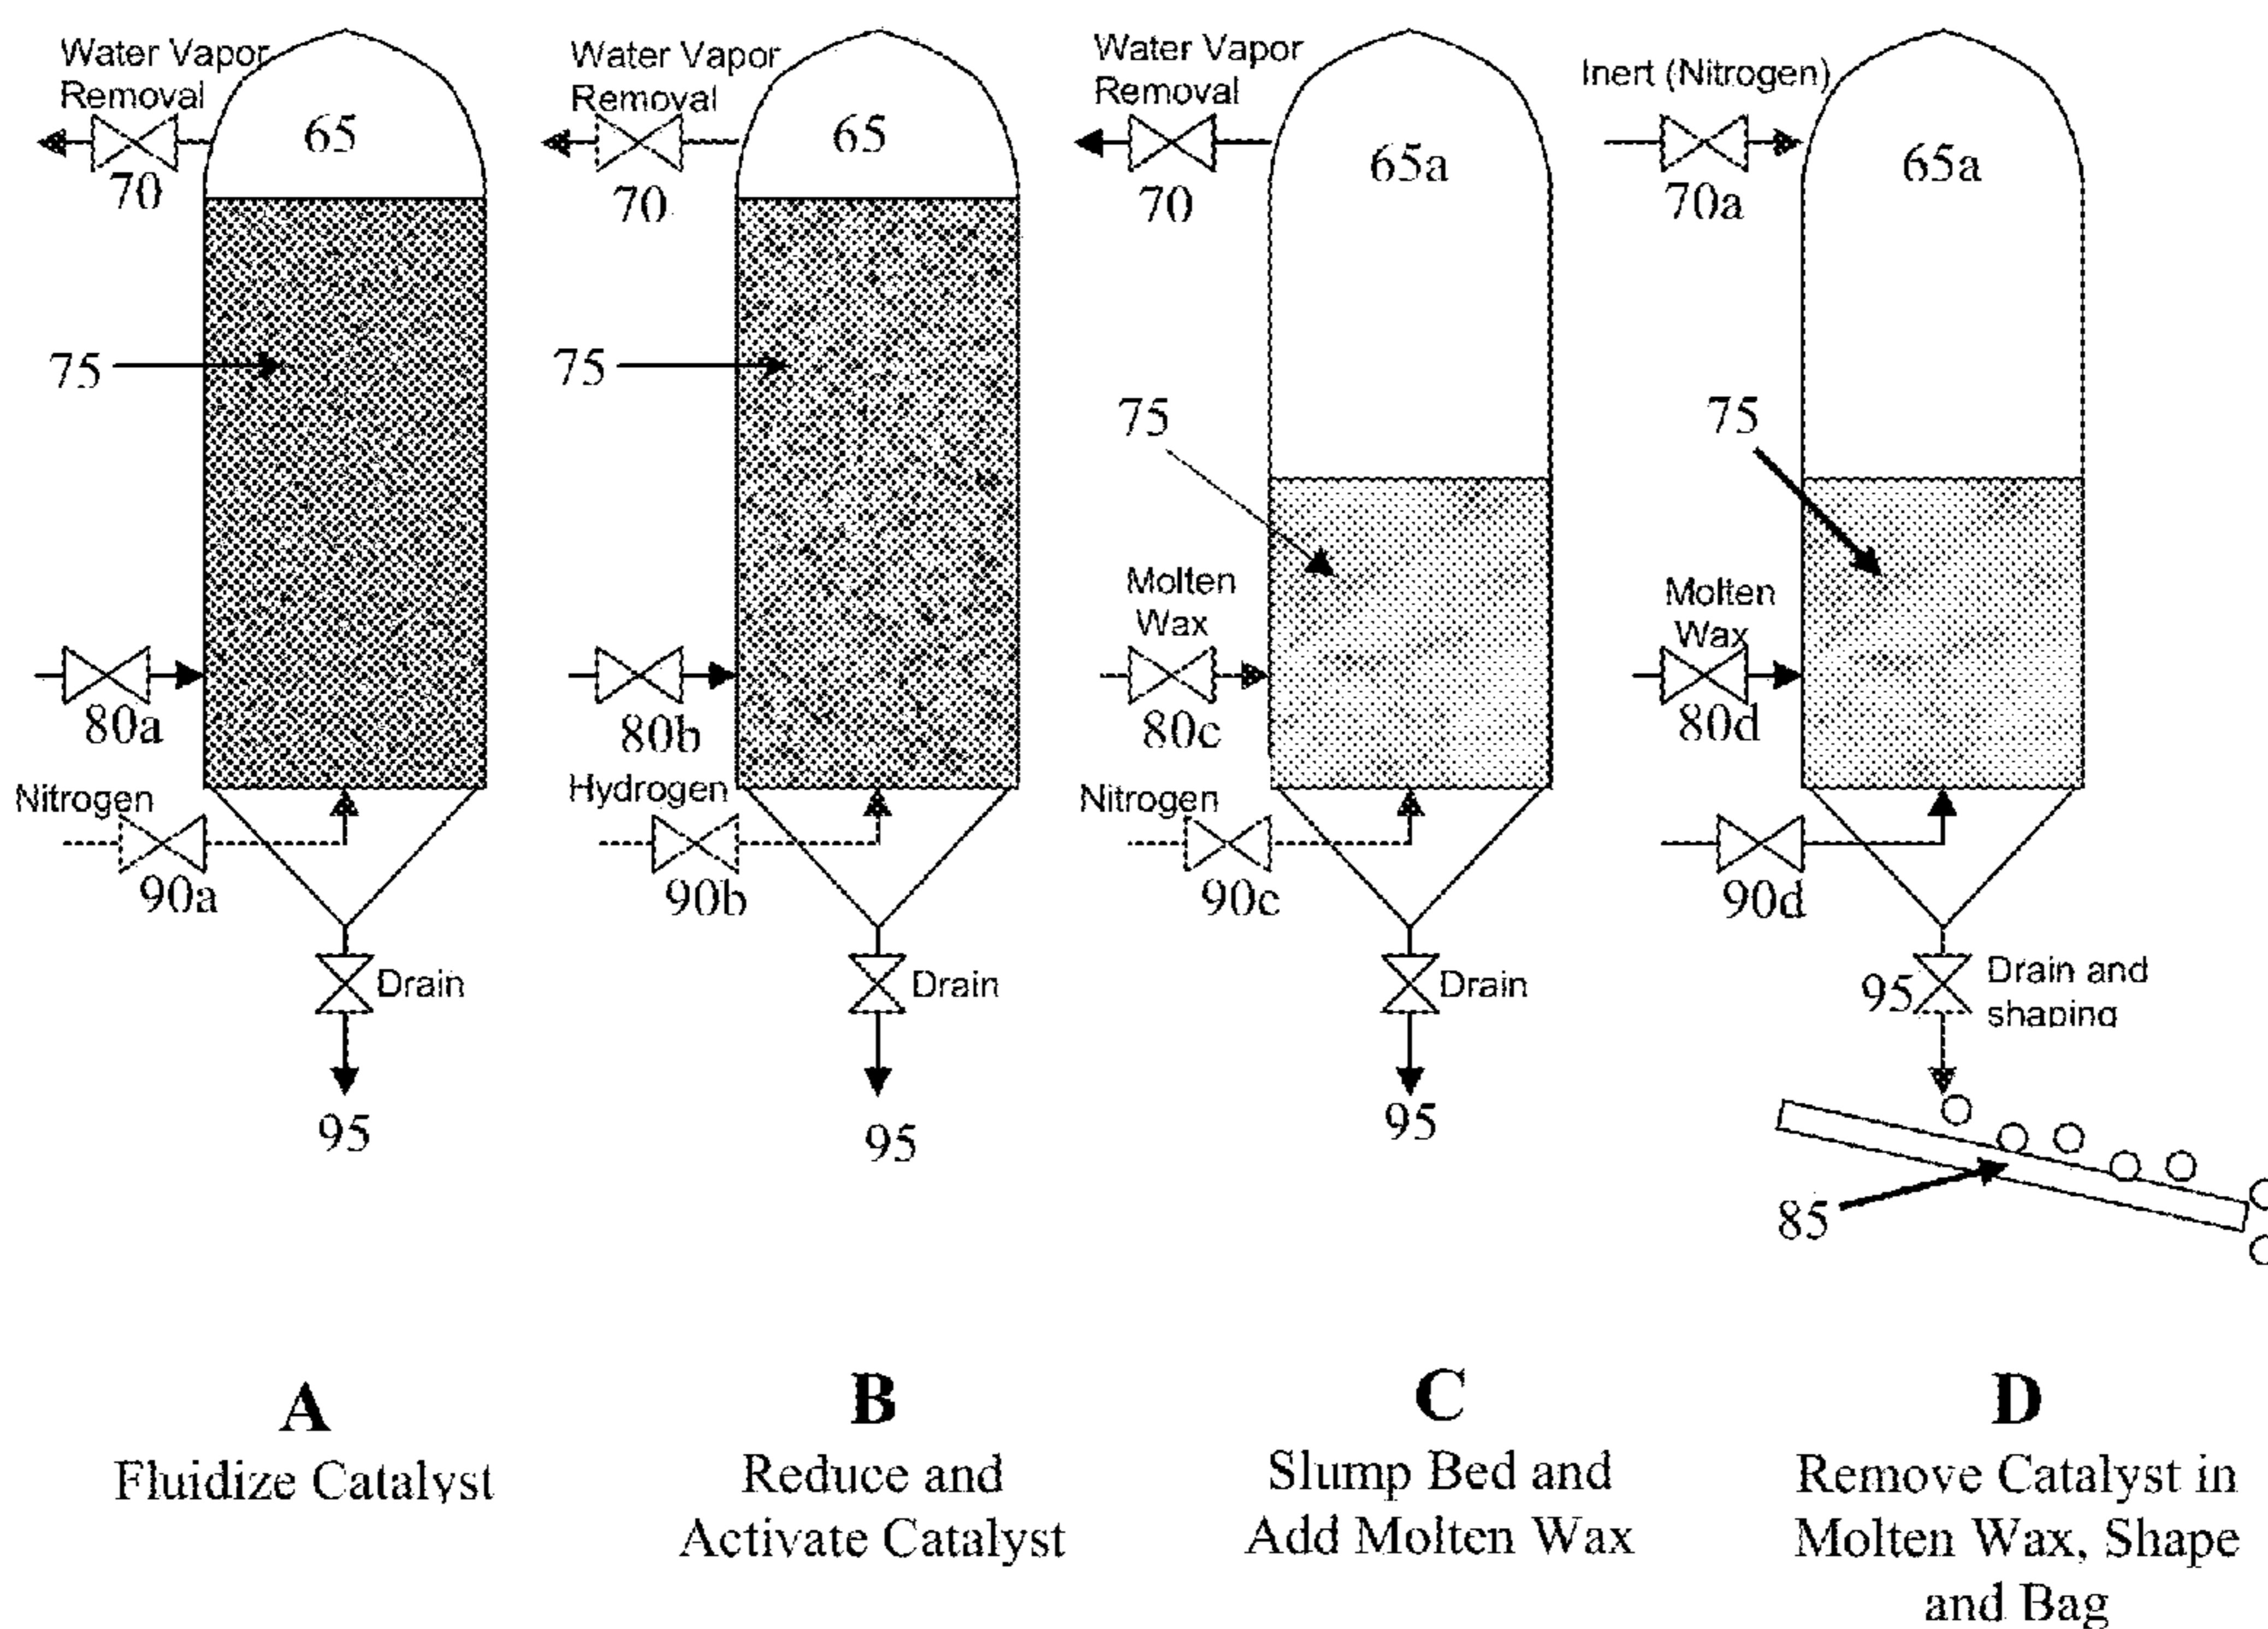 Water Vapor
Removal
65
70
75
80a
Nitrogen
90a
Drain
95
A
Fluidize Catalyst
Water Vapor
Removal
65
70
75
80b
Hydrogen
90b
Drain
95
B
Reduce and
Activate Catalyst
Water Vapor
Removal
65a
70
75
Molten
Wax
80c
Nitrogen
90c
Drain
95
C
Slump Bed and
Add Molten Wax
Inert (Nitrogen)
65a
70a
75
Molten
Wax
80d
90d
95
Drain and
shaping
85
D
Remove Catalyst in
Molten Wax, Shape
and Bag